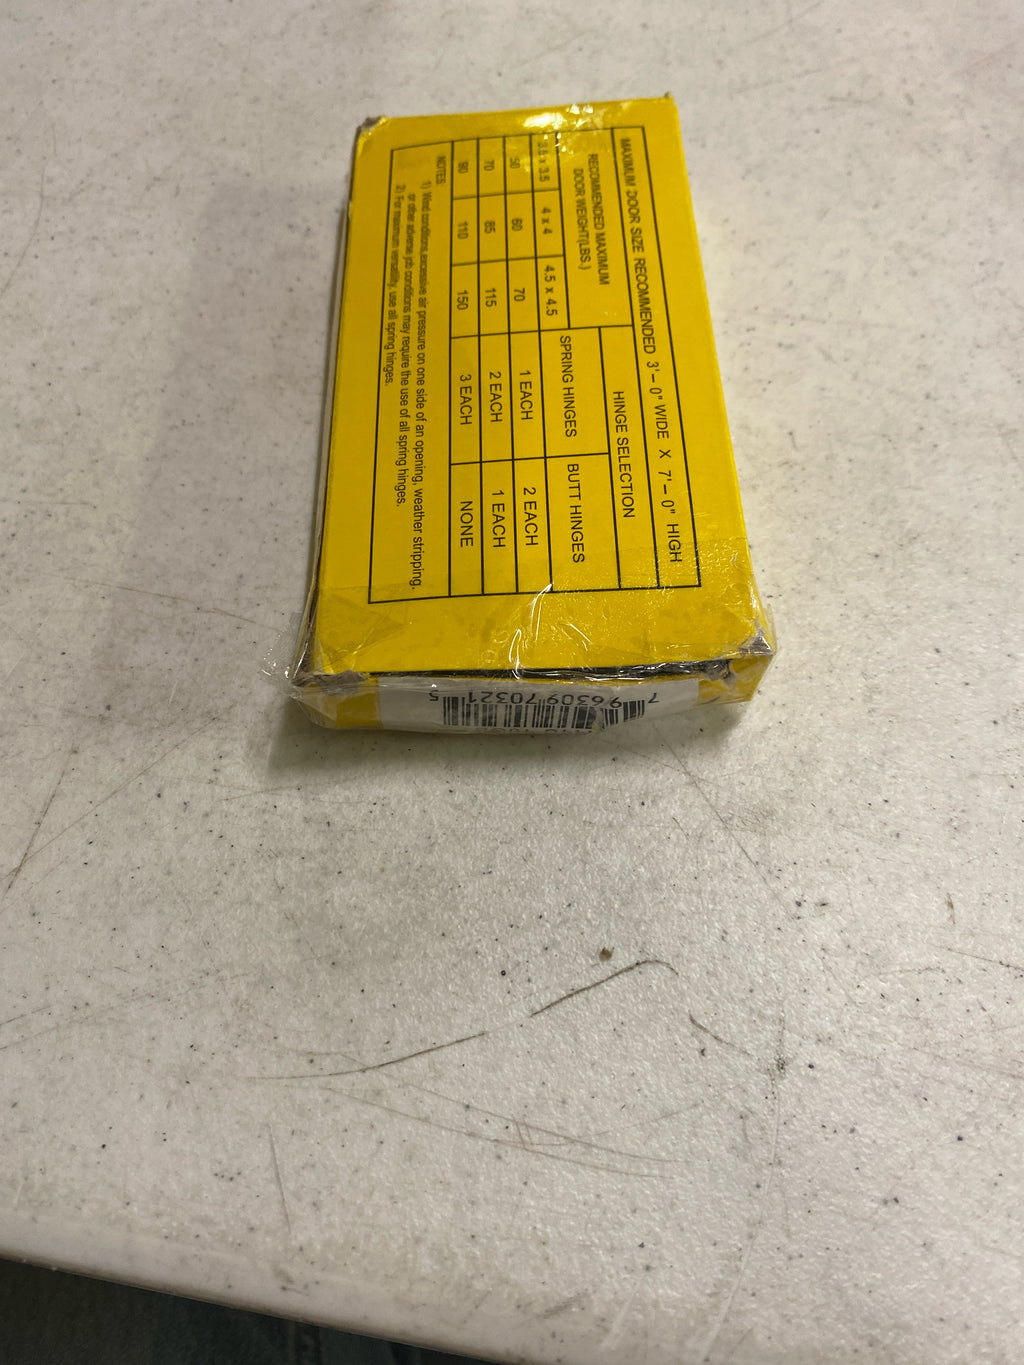 MAXIMUM DOOR SIZE RECOMMENDED 3'-0" WIDE X 7'-0" HIGH
RECOMMENDED MAXIMUM
DOOR WEIGHT(LBS.)
HINGE SELECTION
3.5 x 3.5 4 x 4 4.5 x 4.5 SPRING HINGES BUTT HINGES
50 60 70 1 EACH 2 EACH
70 85 115 2 EACH 1 EACH
90 110 150 3 EACH NONE
NOTES:
1) Wind conditions,excessive air pressure on one side of an opening, weather stripping,
or other adverse job conditions may require the use of all spring hinges.
2) For maximum versatility, use all spring hinges.
7 96309 70321 5